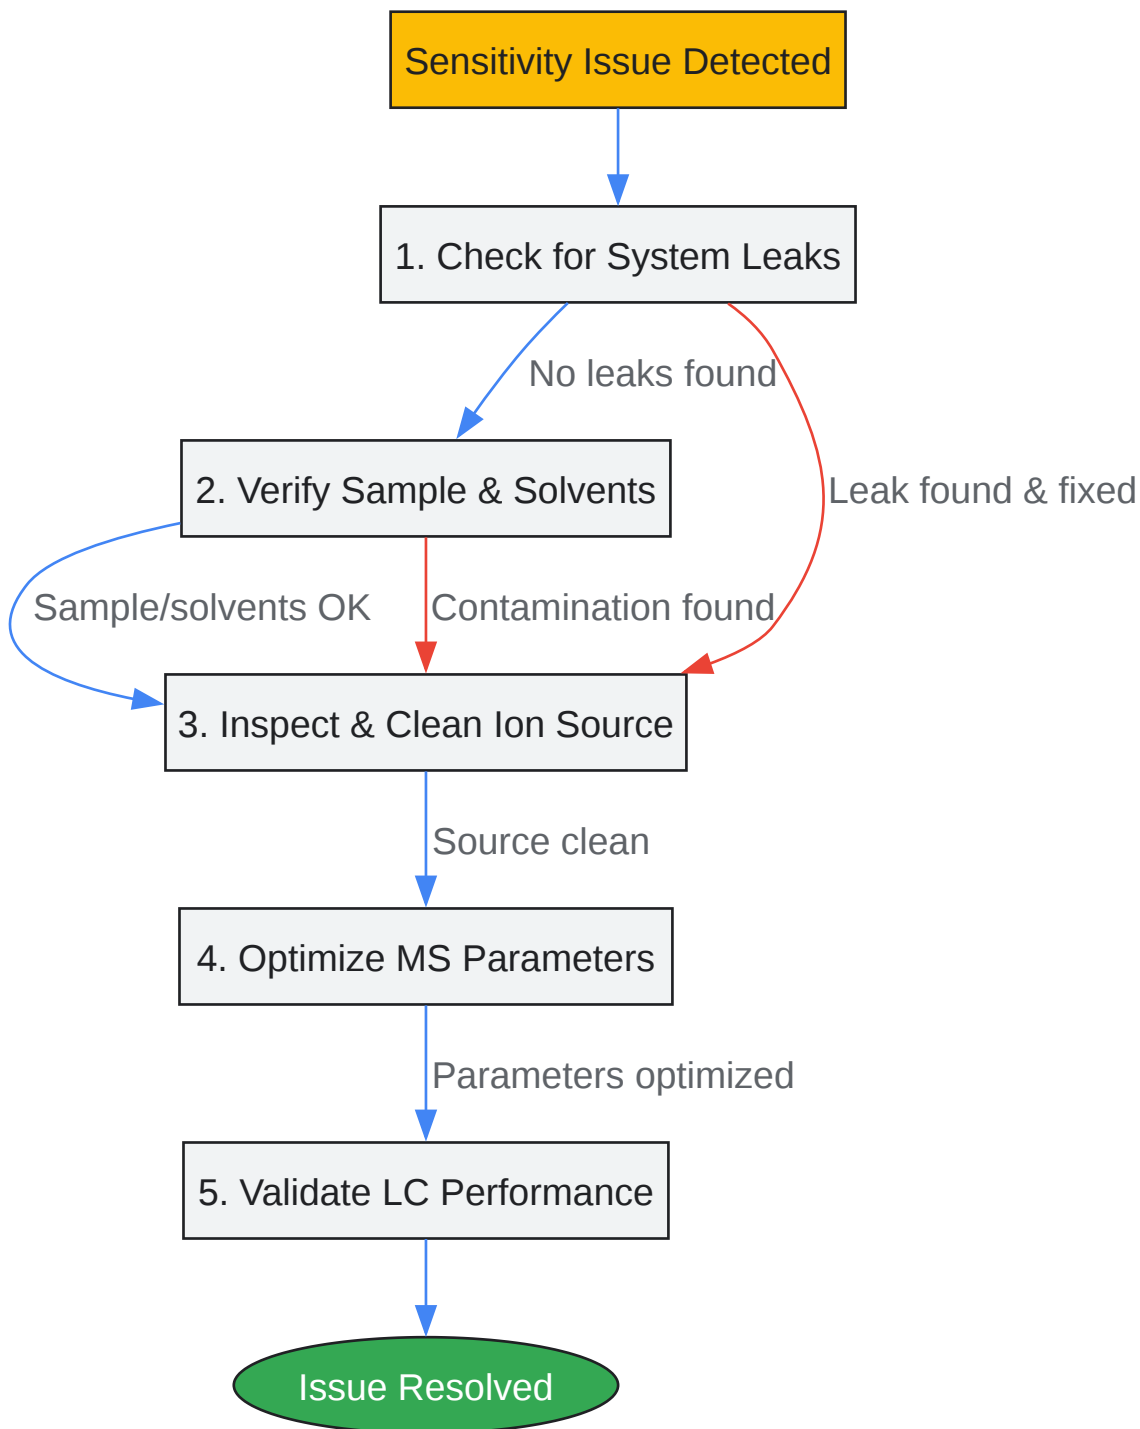 Sensitivity Issue Detected
1. Check for System Leaks
No leaks found
2. Verify Sample & Solvents
Leak found & fixed
Sample/solvents OK
Contamination found
3. Inspect & Clean Ion Source
Source clean
4. Optimize MS Parameters
Parameters optimized
5. Validate LC Performance
Issue Resolved